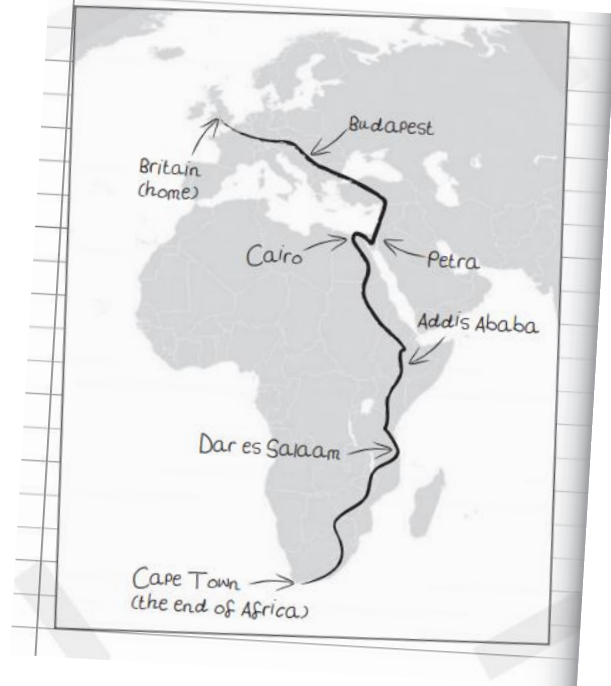 Budapest
Britain
(home)
Cairo
Petra
Addis Ababa
Dar es Salaam
Cape Town
(the end of Africa)